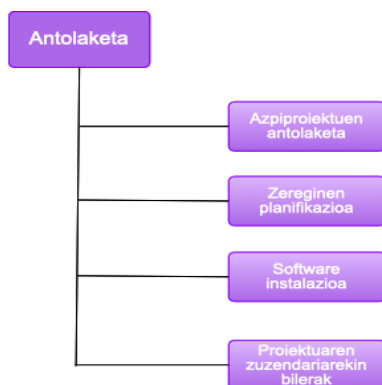 Antolaketa
Azpiproiektuen
antolaketa
Zereginen
planifikazioa
Software
instalazioa
Proiektuaren
zuzendariarekin
bilerak